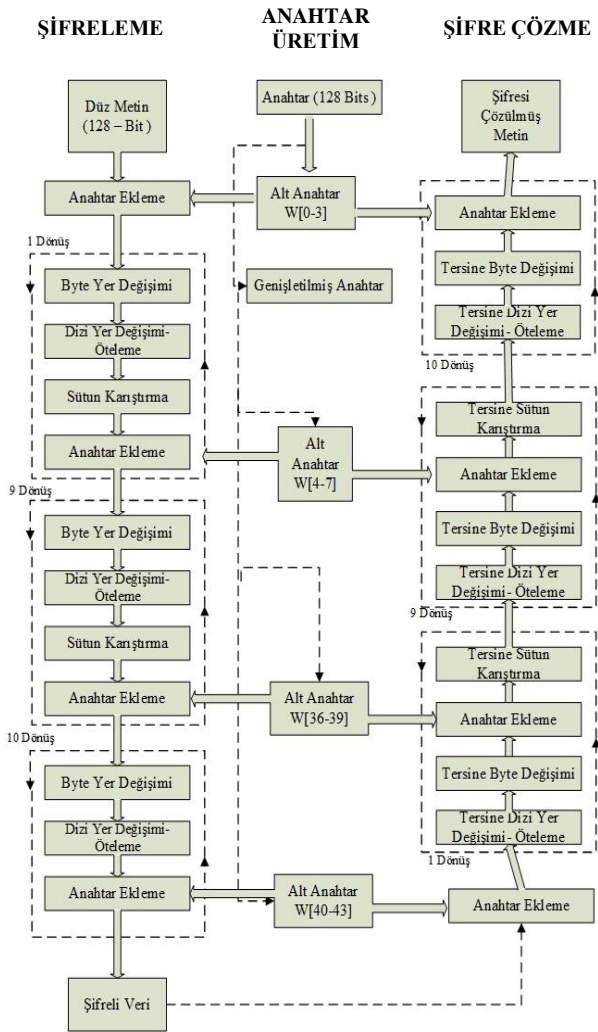 ŞİFRELEME
ANAHTAR
ÜRETİM
ŞİFRE ÇÖZME
Düz Metin
(128 – Bit )
Anahtar Ekleme
1 Dönüş
Byte Yer Değişimi
Dizi Yer Değişimi-
Öteleme
Sütun Karıştırma
Anahtar Ekleme
9 Dönüş
Byte Yer Değişimi
Dizi Yer Değişimi-
Öteleme
Sütun Karıştırma
Anahtar Ekleme
10 Dönüş
Byte Yer Değişimi
Dizi Yer Değişimi-
Öteleme
Anahtar Ekleme
Şifreli Veri
Anahtar (128 Bits )
Alt Anahtar
W[0-3]
Genişletilmiş Anahtar
Alt
Anahtar
W[4-7]
Alt Anahtar
W[36-39]
Alt Anahtar
W[40-43]
Şifresi
Çözülmüş
Metin
Anahtar Ekleme
Tersine Byte Değişimi
Tersine Dizi Yer
Değişimi- Öteleme
10 Dönüş
Tersine Sütun
Karıştırma
Anahtar Ekleme
Tersine Byte Değişimi
Tersine Dizi Yer
Değişimi- Öteleme
9 Dönüş
Tersine Sütun
Karıştırma
Anahtar Ekleme
Tersine Byte Değişimi
Tersine Dizi Yer
Değişimi- Öteleme
1 Dönüş
Anahtar Ekleme